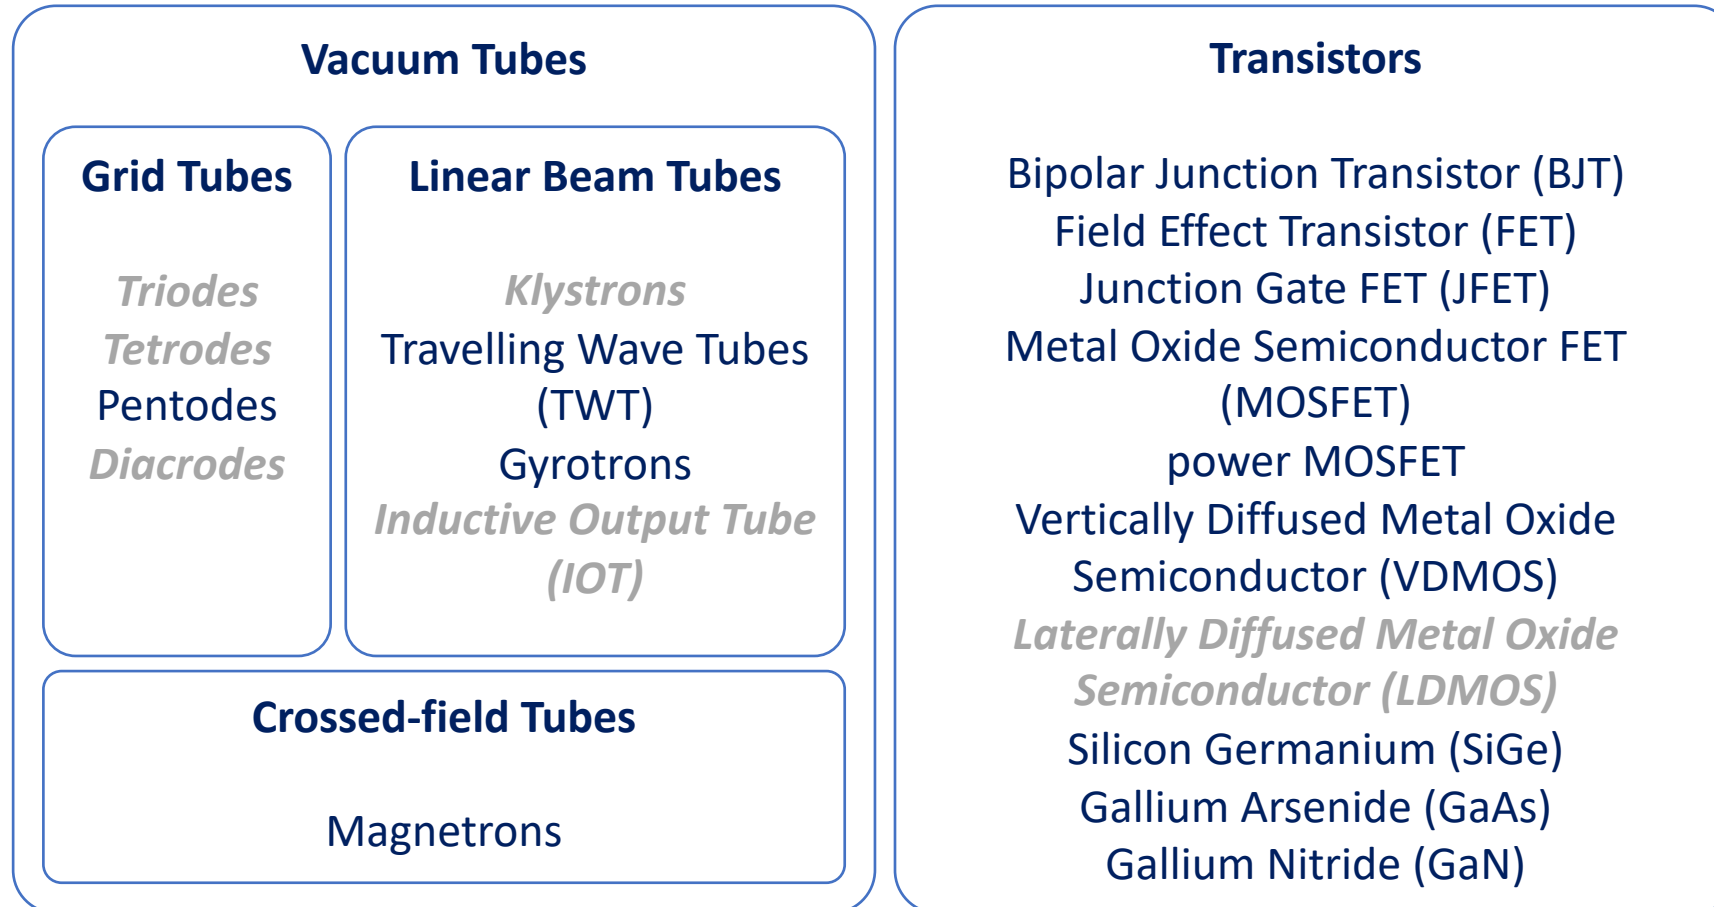 Vacuum Tubes
Grid Tubes
Triodes
Tetrodes
Pentodes
Diacrodes
Linear Beam Tubes
Klystrons
Travelling Wave Tubes
(TWT)
Gyrotrons
Inductive Output Tube
(IOT)
Crossed-field Tubes
Magnetrons
Transistors
Bipolar Junction Transistor (BJT)
Field Effect Transistor (FET)
Junction Gate FET (JFET)
Metal Oxide Semiconductor FET
(MOSFET)
power MOSFET
Vertically Diffused Metal Oxide
Semiconductor (VDMOS)
Laterally Diffused Metal Oxide
Semiconductor (LDMOS)
Silicon Germanium (SiGe)
Gallium Arsenide (GaAs)
Gallium Nitride (GaN)